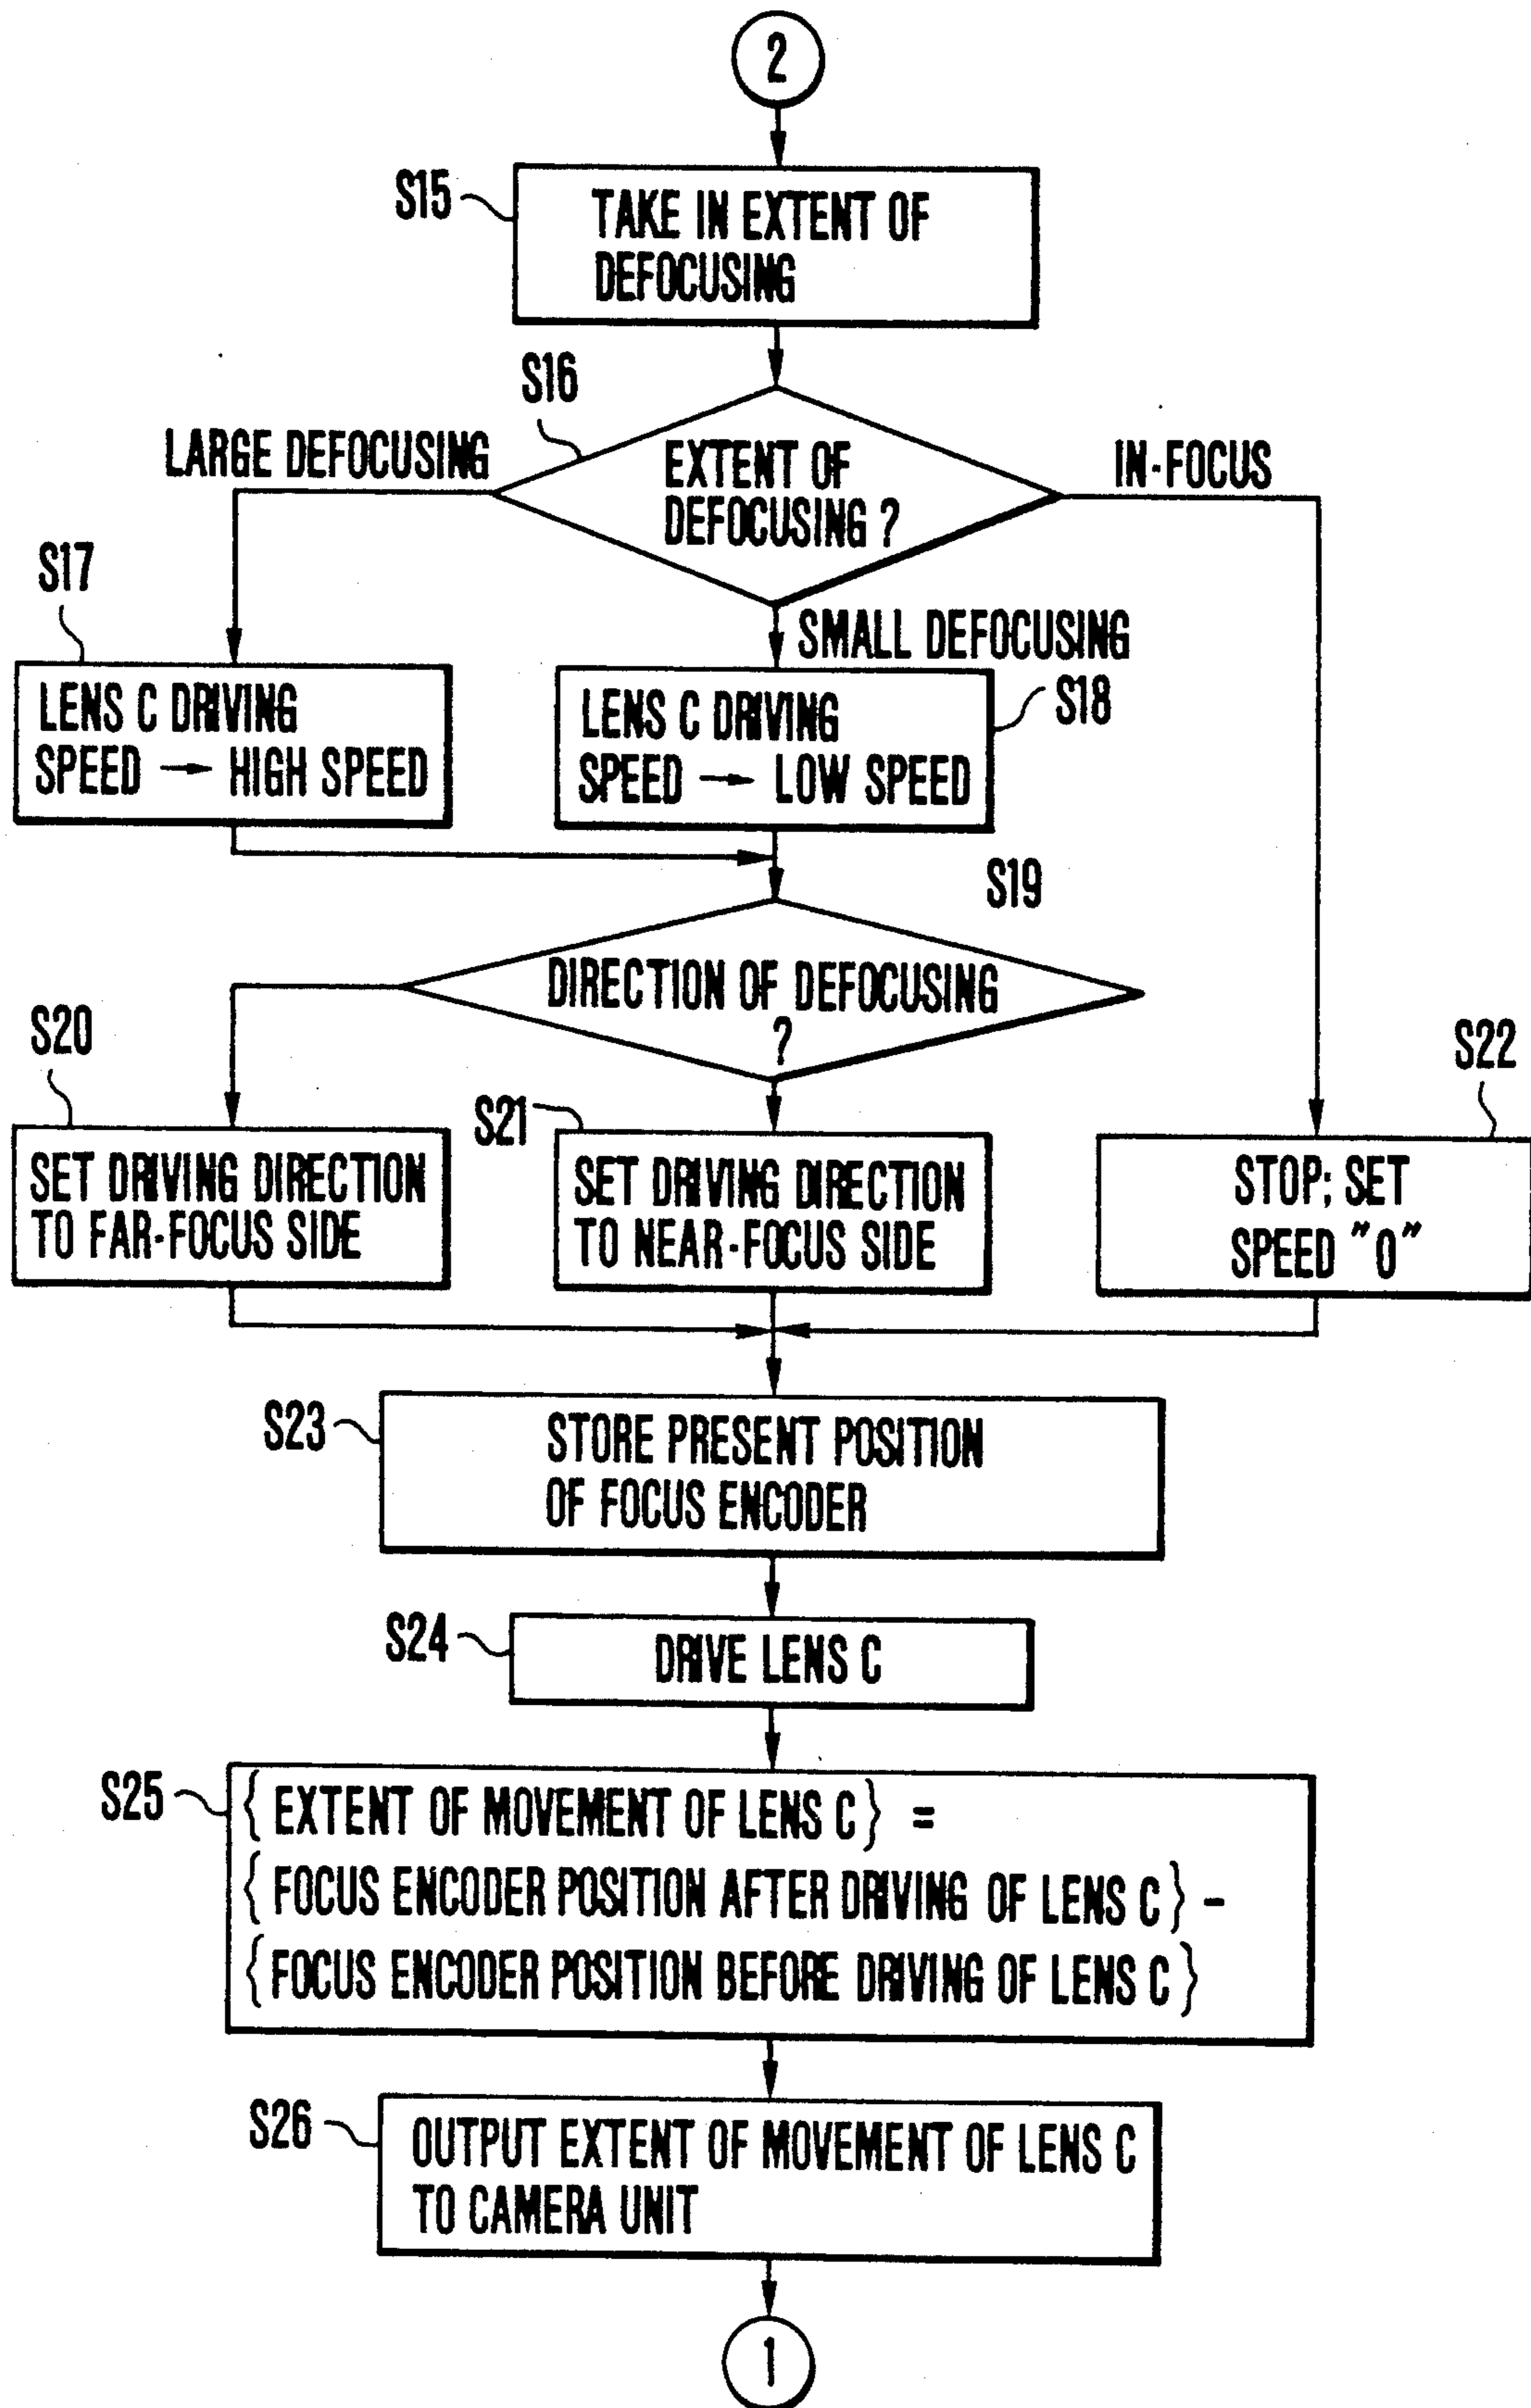 2
S15
TAKE IN EXTENT OF
DEFOCUSING
S16
LARGE DEFOCUSING
EXTENT OF
DEFOCUSING ?
IN-FOCUS
S17
SMALL DEFOCUSING
LENS C DRIVING
SPEED → HIGH SPEED
LENS C DRIVING
SPEED → LOW SPEED
S18
S19
DIRECTION OF DEFOCUSING
?
S20
S21
S22
SET DRIVING DIRECTION
TO FAR-FOCUS SIDE
SET DRIVING DIRECTION
TO NEAR-FOCUS SIDE
STOP; SET
SPEED "0"
S23
STORE PRESENT POSITION
OF FOCUS ENCODER
S24
DRIVE LENS C
S25
{ EXTENT OF MOVEMENT OF LENS C } =
{ FOCUS ENCODER POSITION AFTER DRIVING OF LENS C } -
{ FOCUS ENCODER POSITION BEFORE DRIVING OF LENS C }
S26
OUTPUT EXTENT OF MOVEMENT OF LENS C
TO CAMERA UNIT
1